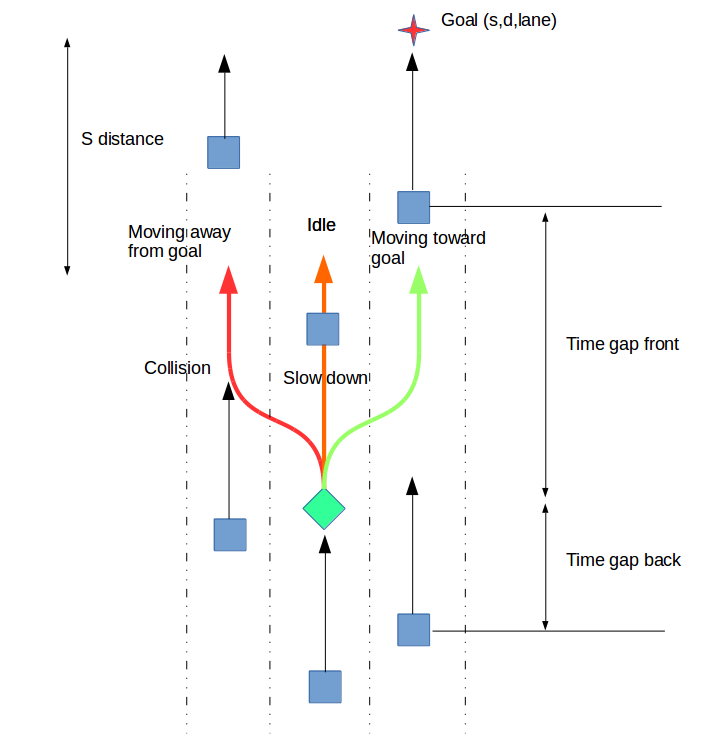 Goal (s,d,lane)
S distance
Idle
Moving away
from goal
Moving toward
goal
Time gap front
Collision
Slow down
Time gap back